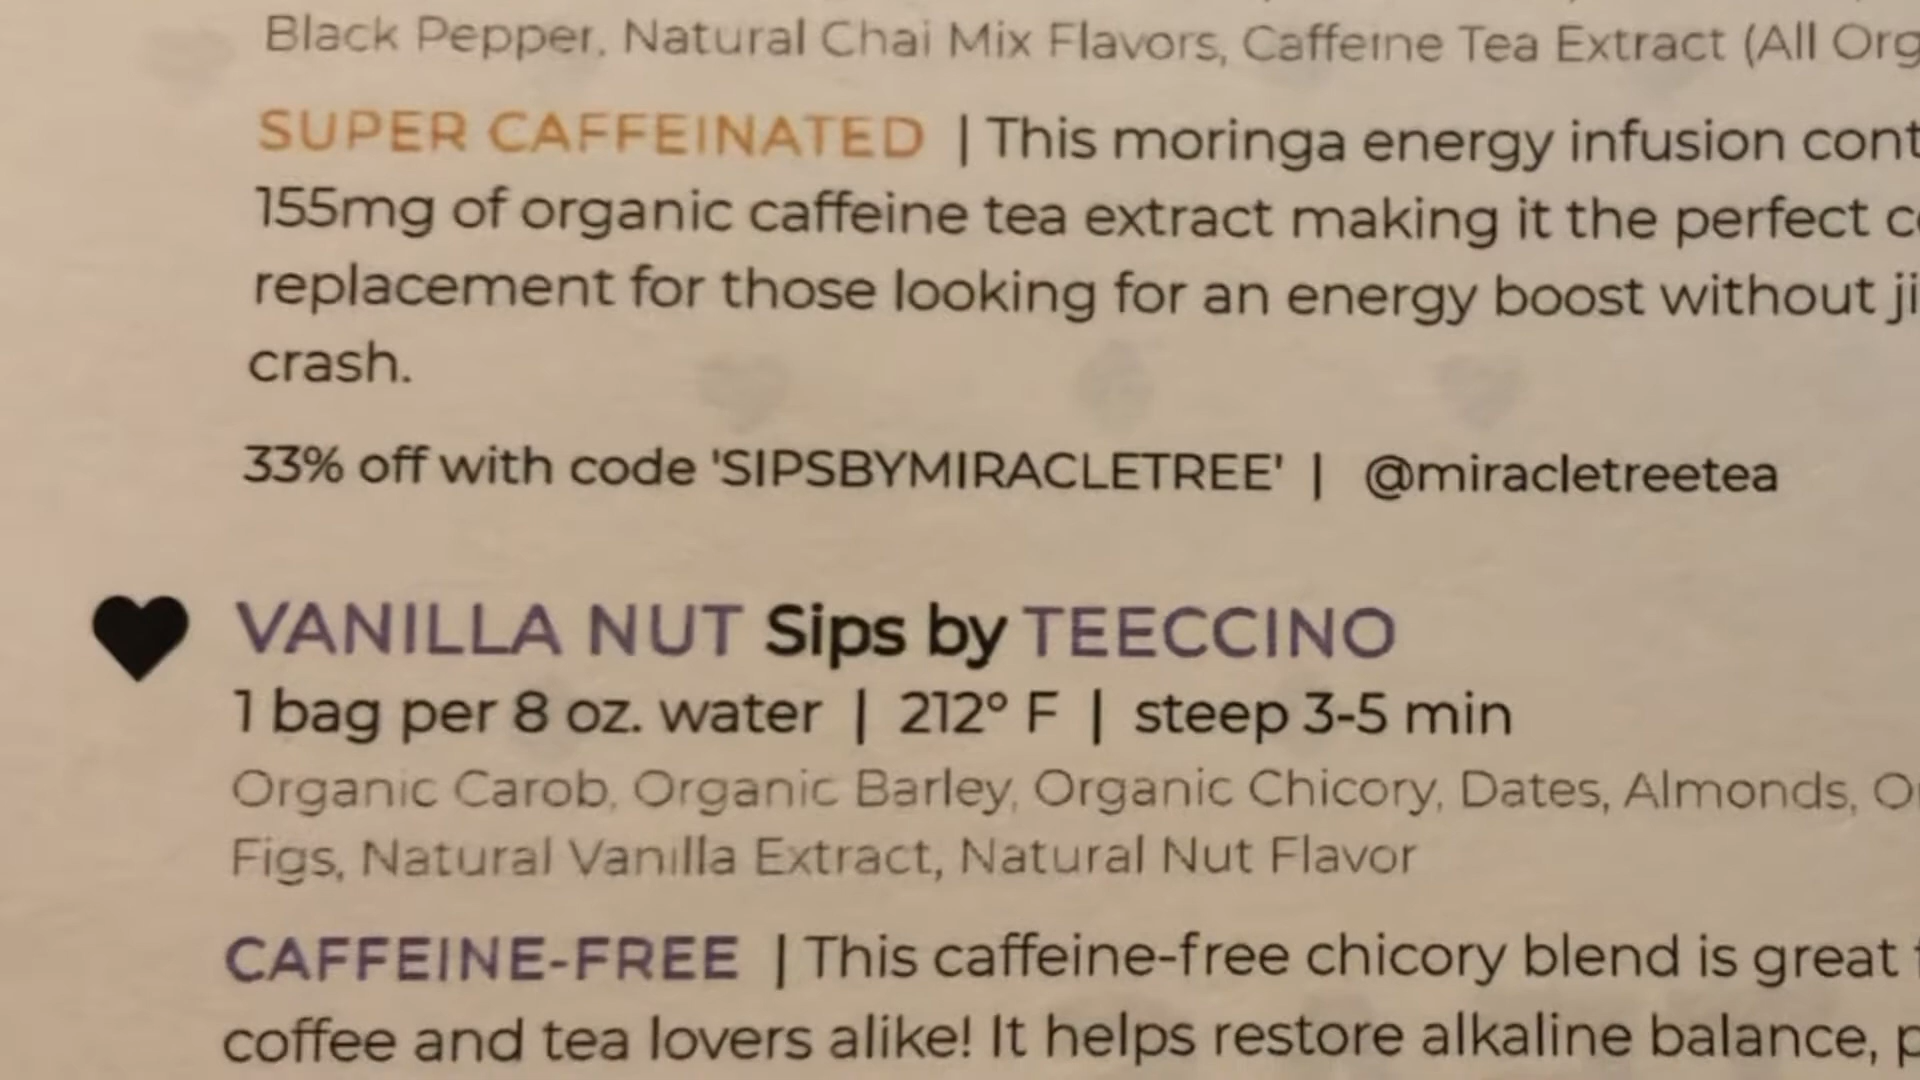 Black Pepper, Natural Chai Mix Flavors, Caffeine Tea Extract (All
SUPER CAFFEINATED | This moringa energy infusion
155mg of organic caffeine tea extract making it the perfect
replacement for those looking for an energy boost without
crash.
33% off with code 'SIPSBYMIRACLETREE' | @miracletreetea
VANILLA NUT Sips by TEECCINO
1 bag per 8 oz. water | 212° F | steep 3-5 min
Organic Carob, Organic Barley, Organic Chicory, Dates, Almonds,
Figs, Natural Vanilla Extract, Natural Nut Flavor
CAFFEINE-FREE | This caffeine-free chicory blend is great
coffee and tea lovers alike! It helps restore alkaline balance,